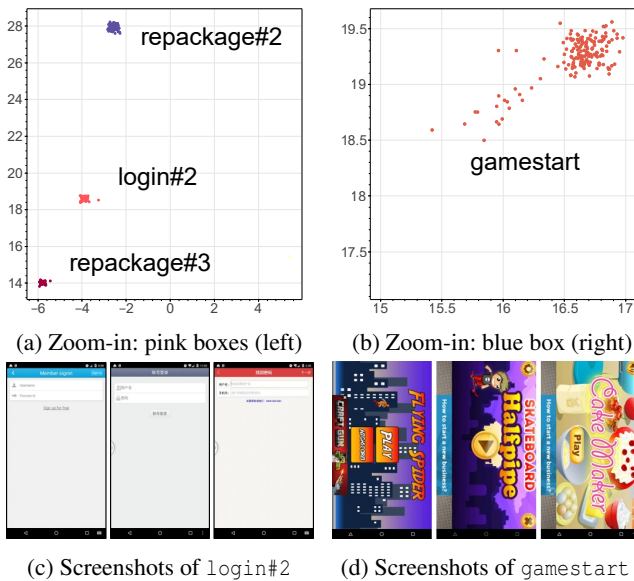 28
26
24
22
20
18
16
14
−6
−4
−2
0
2
4
repackage#2
login#2
repackage#3
19.5
19
18.5
18
17.5
15
15.5
16
16.5
17
gamestart
(a) Zoom-in: pink boxes (left)
(b) Zoom-in: blue box (right)
Member signin
Username
Password
Sign up for free
FLYING SPIDER
PLAY
CRAFT GUN
SKATEBOARD
Halfpipe
How to start a new business?
Cake Maker
Play
How to start a new business?
(c) Screenshots of login#2
(d) Screenshots of gamestart